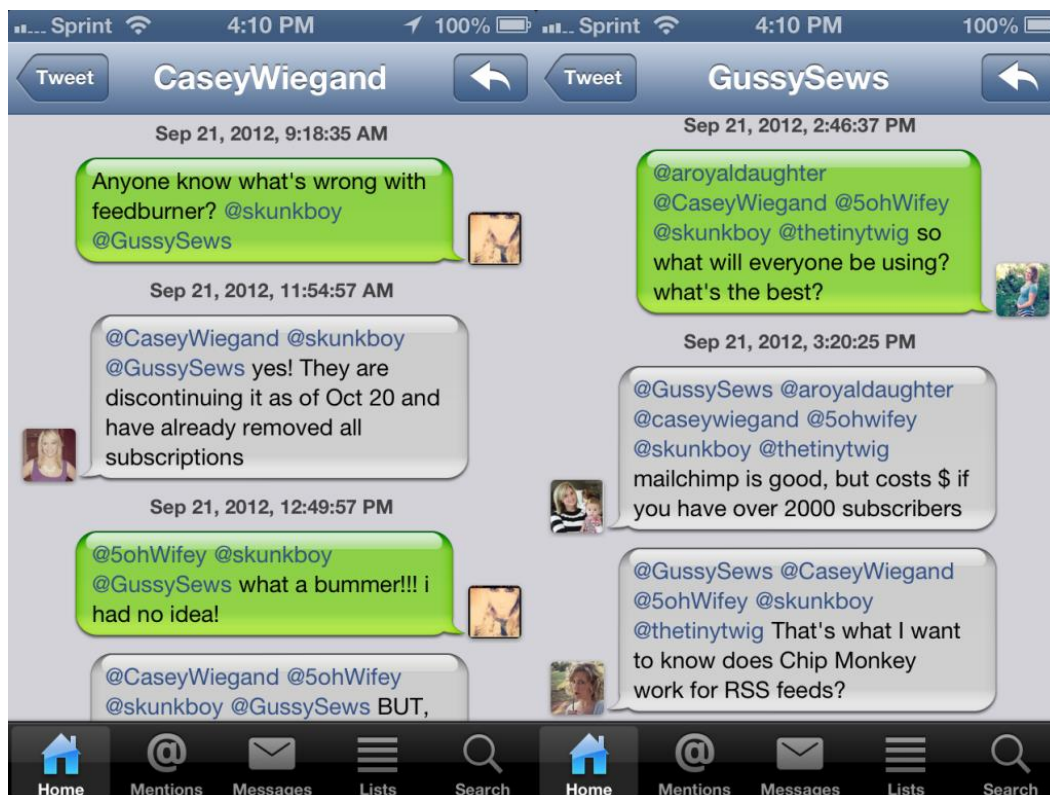 Sprint 4:10 PM 100%
Tweet CaseyWiegand
Sep 21, 2012, 9:18:35 AM
Anyone know what's wrong with
feedburner? @skunkboy
@GussySews
Sep 21, 2012, 11:54:57 AM
@CaseyWiegand @skunkboy
@GussySews yes! They are
discontinuing it as of Oct 20 and
have already removed all
subscriptions
Sep 21, 2012, 12:49:57 PM
@5ohWifey @skunkboy
@GussySews what a bummer!!! i
had no idea!
@CaseyWiegand @5ohWifey
@skunkboy @GussySews BUT,
Home Mentions Messages Lists Search
Sprint 4:10 PM 100%
Tweet GussySews
Sep 21, 2012, 2:46:37 PM
@aroyaldaughter
@CaseyWiegand @5ohWifey
@skunkboy @thetinytwig so
what will everyone be using?
what's the best?
Sep 21, 2012, 3:20:25 PM
@GussySews @aroyaldaughter
@caseywiegand @5ohwifey
@skunkboy @thetinytwig
mailchimp is good, but costs $ if
you have over 2000 subscribers
@GussySews @CaseyWiegand
@5ohWifey @skunkboy
@thetinytwig That's what I want
to know does Chip Monkey
work for RSS feeds?
Home Mentions Messages Lists Search